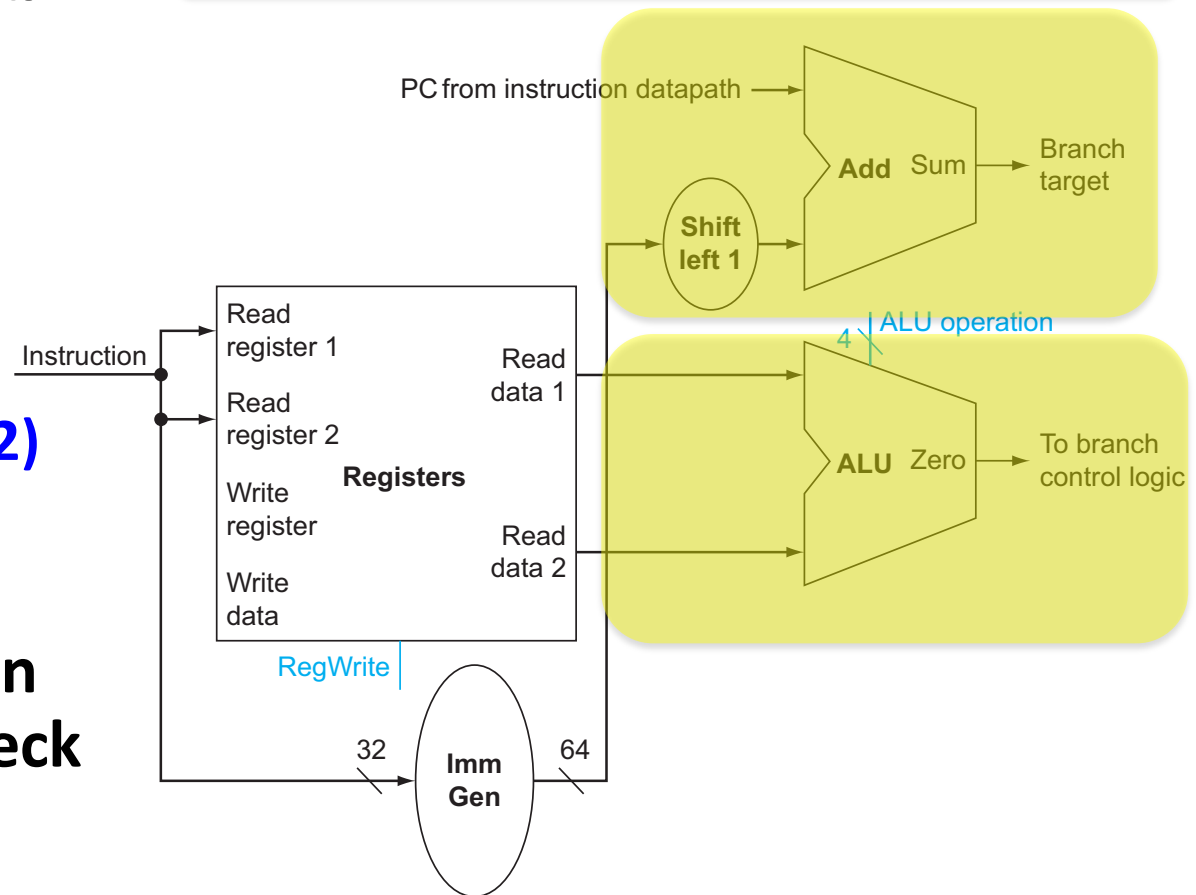 PC from instruction datapath
Add Sum
Branch
target
Shift
left 1
4
ALU operation
Instruction
Read
register 1
Read
register 2
Write
register
Write
data
Registers
Read
data 1
Read
data 2
ALU Zero
To branch
control logic
RegWrite
2)
n
eck
32
Imm
Gen
64